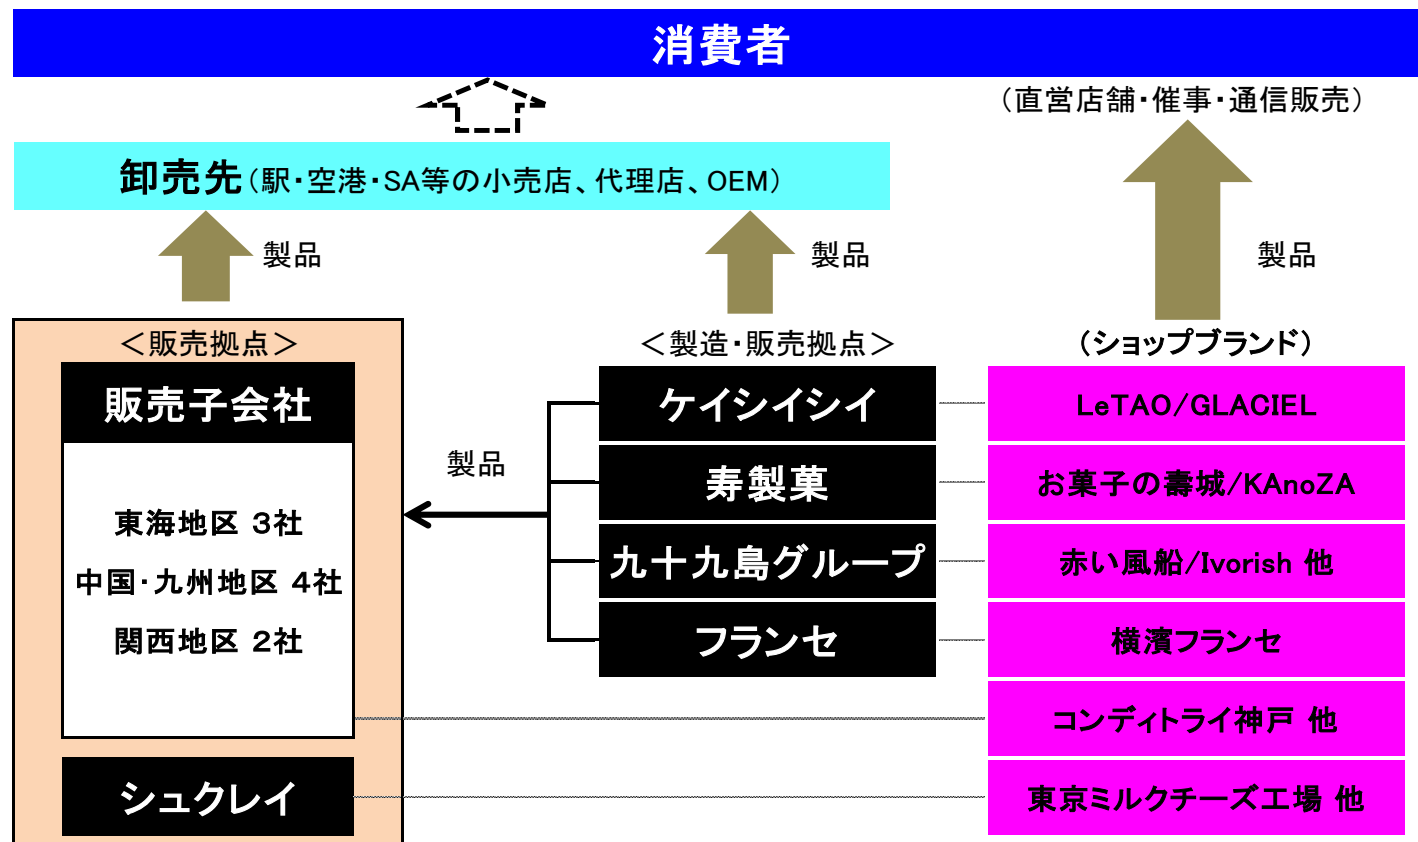 消費者
（直営店舗・催事・通信販売）
卸売先（駅・空港・SA等の小売店、代理店、OEM）
製品
製品
製品
＜販売拠点＞
＜製造・販売拠点＞
（ショップブランド）
販売子会社
東海地区 3社
中国・九州地区 4社
関西地区 2社
シュクレイ
製品
ケイシイシイ
寿製菓
九十九島グループ
フランセ
LeTAO/GLACIEL
お菓子の壽城/KAnoZA
赤い風船/Ivorish 他
横濱フランセ
コンディトライ神戸 他
東京ミルクチーズ工場 他